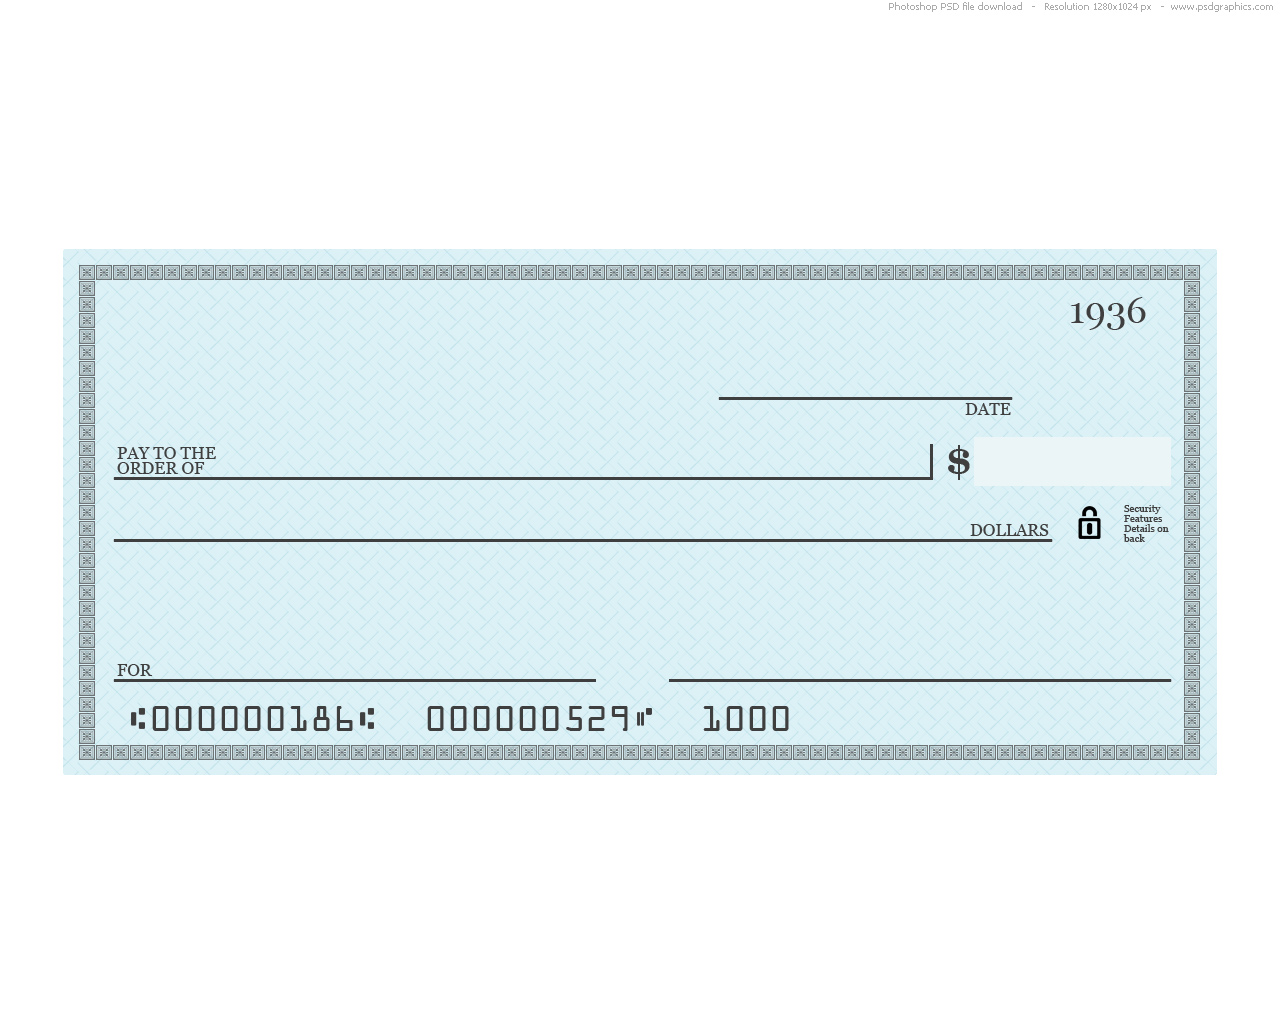 Photoshop PSD file download - Resolution 1280x1024 px - www.psdgraphics.com
1936
DATE
PAY TO THE
ORDER OF
$
DOLLARS
Security
Features
Details on
back
FOR
⑆000000186⑆ 000000529⑈ 1000